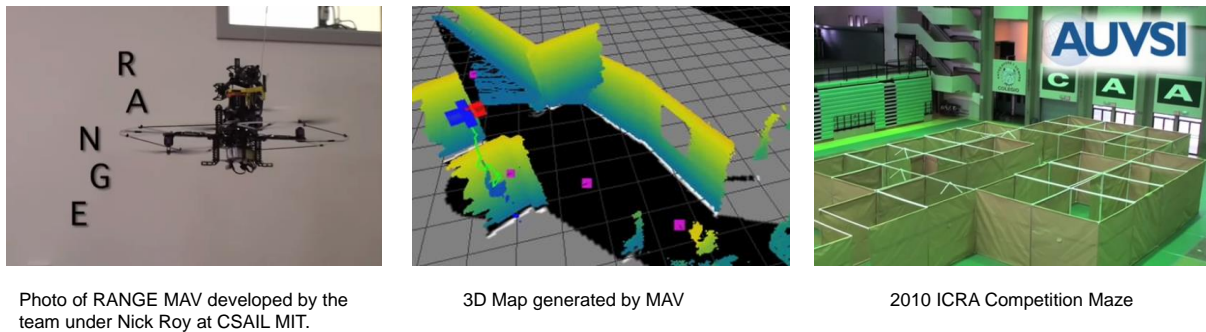 R
A
N
G
E
AUVSI
COLEGIO
C A A
Photo of RANGE MAV developed by the
team under Nick Roy at CSAIL MIT.
3D Map generated by MAV
2010 ICRA Competition Maze